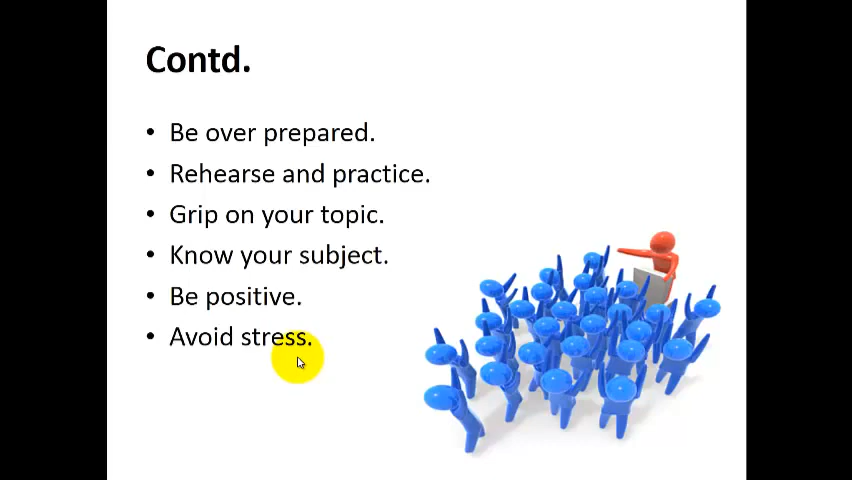 Contd.
• Be over prepared.
• Rehearse and practice.
• Grip on your topic.
• Know your subject.
• Be positive.
• Avoid stress.